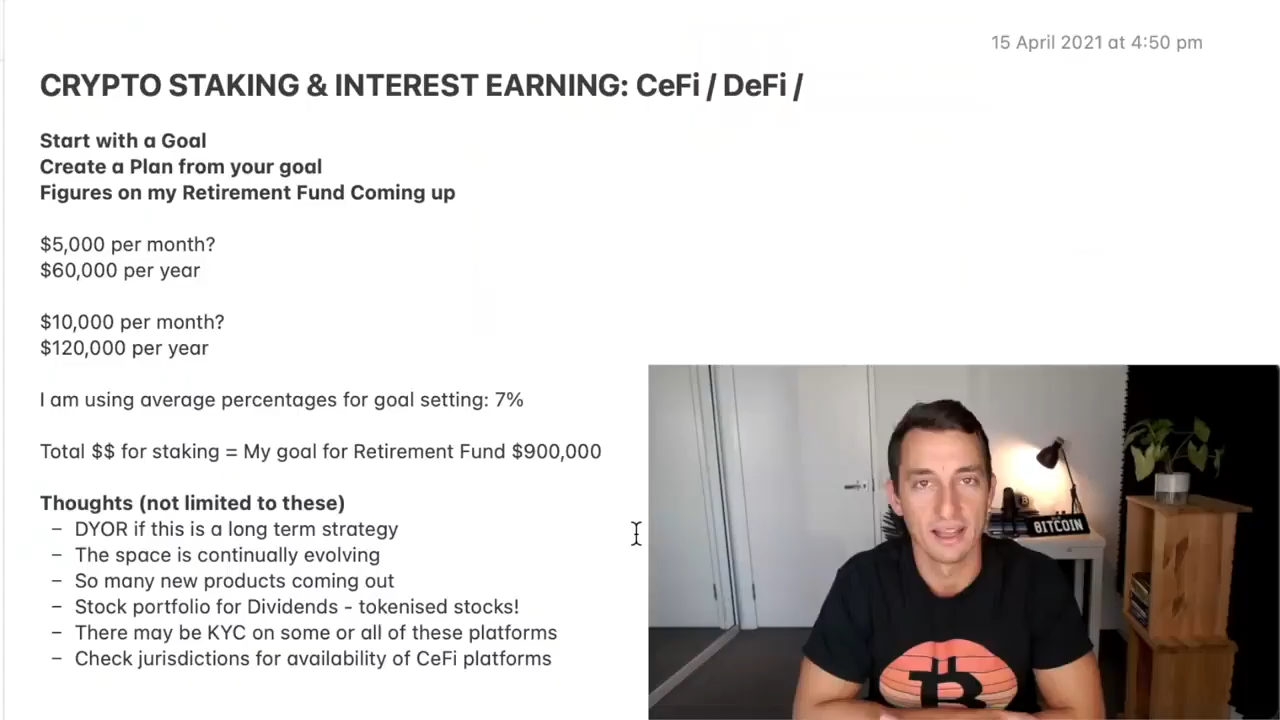 15 April 2021 at 4:50 pm
CRYPTO STAKING & INTEREST EARNING: CeFi / DeFi /
Start with a Goal
Create a Plan from your goal
Figures on my Retirement Fund Coming up
$5,000 per month?
$60,000 per year
$10,000 per month?
$120,000 per year
I am using average percentages for goal setting: 7%
Total $$ for staking = My goal for Retirement Fund $900,000
Thoughts (not limited to these)
– DYOR if this is a long term strategy
– The space is continually evolving
– So many new products coming out
– Stock portfolio for Dividends - tokenised stocks!
– There may be KYC on some or all of these platforms
– Check jurisdictions for availability of CeFi platforms
BITCOIN